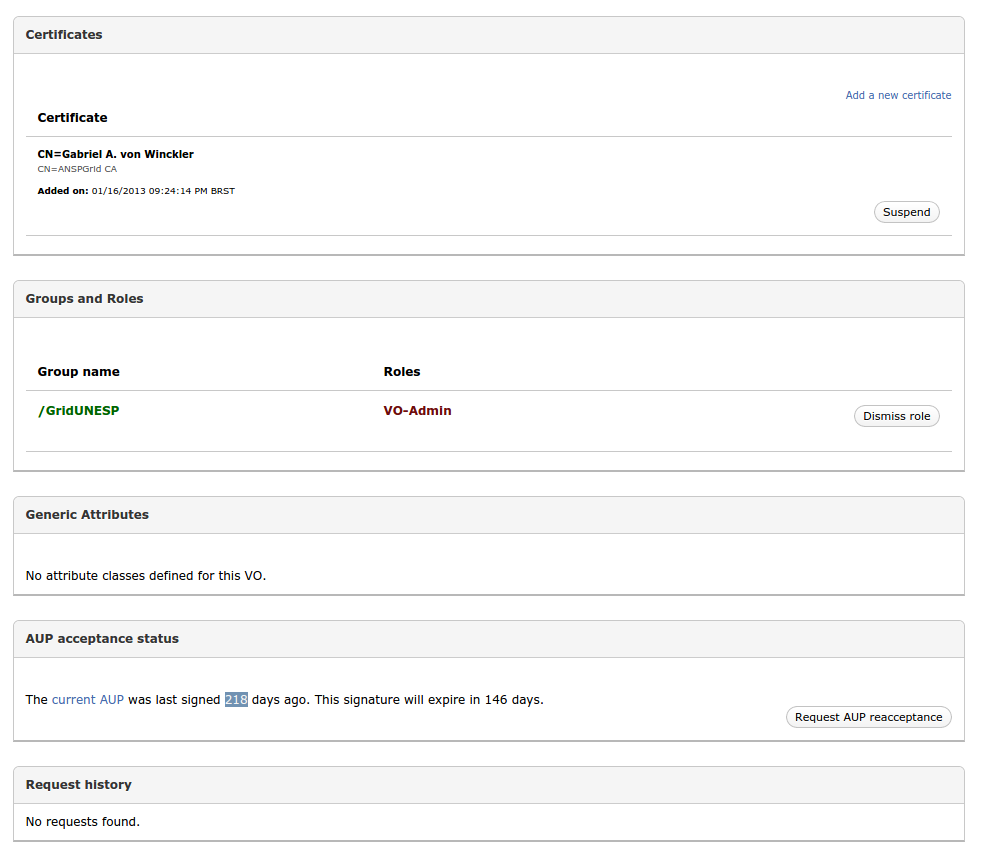 Certificates
Add a new certificate
Certificate
CN=Gabriel A. von Winckler
CN=ANSPGrid CA
Added on: 01/16/2013 09:24:14 PM BRST
Suspend
Groups and Roles
Group name Roles
/GridUNESP VO-Admin Dismiss role
Generic Attributes
No attribute classes defined for this VO.
AUP acceptance status
The current AUP was last signed 218 days ago. This signature will expire in 146 days.
Request AUP reacceptance
Request history
No requests found.